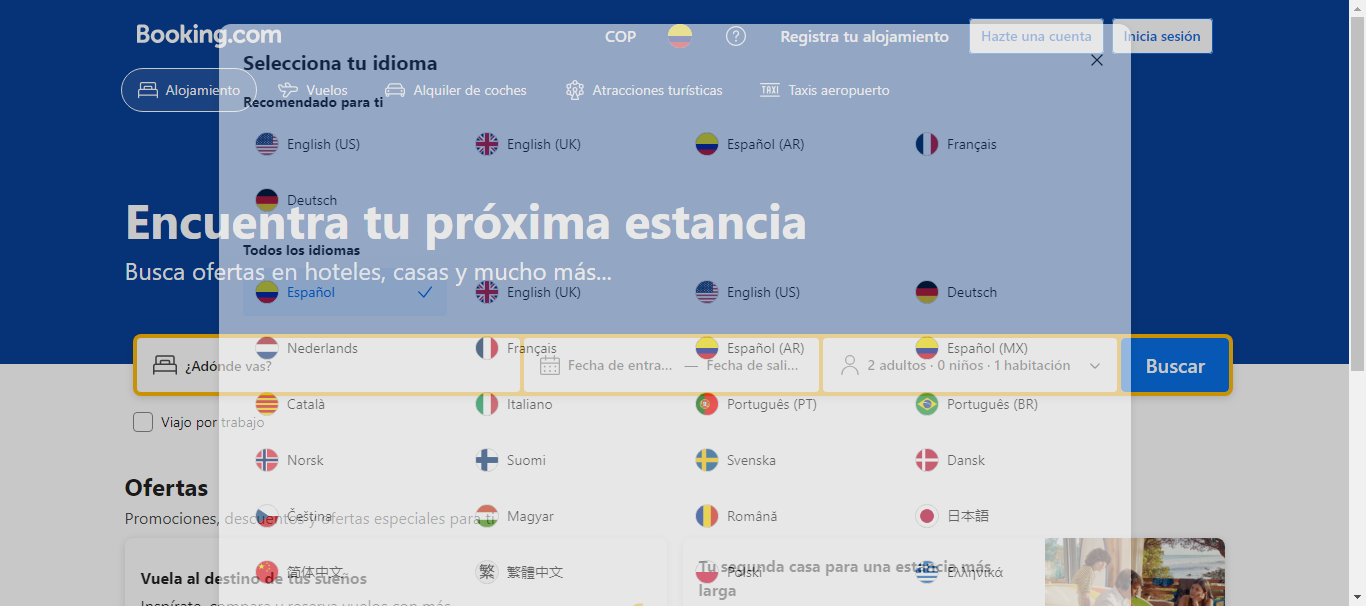 Booking.com
COP
Registra tu alojamiento
Hazte una cuenta
Inicia sesión
Selecciona tu idioma
Alojamiento
Vuelos
Alquiler de coches
Atracciones turísticas
TAXI
Taxis aeropuerto
Recomendado para ti
English (US)
English (UK)
Español (AR)
Français
Deutsch
Encuentra tu próxima estancia
Todos los idiomas
Busca ofertas en hoteles, casas y mucho más...
Español
English (UK)
English (US)
Deutsch
Nederlands
Français
Español (AR)
Español (MX)
¿Adónde vas?
Fecha de entra... — Fecha de sali...
2 adultos · 0 niños · 1 habitación
Buscar
Català
Italiano
Português (PT)
Português (BR)
Viajo por trabajo
Norsk
Suomi
Svenska
Dansk
Ofertas
Promociones, descuentos y ofertas especiales para ti
Čeština
Magyar
Română
日本語
简体中文
繁
繁體中文
Polski
Ελληνικά
Vuela al destino de tus sueños
Tu segunda casa para una estancia más
larga
Inspírate, compara y reserva vuelos con más